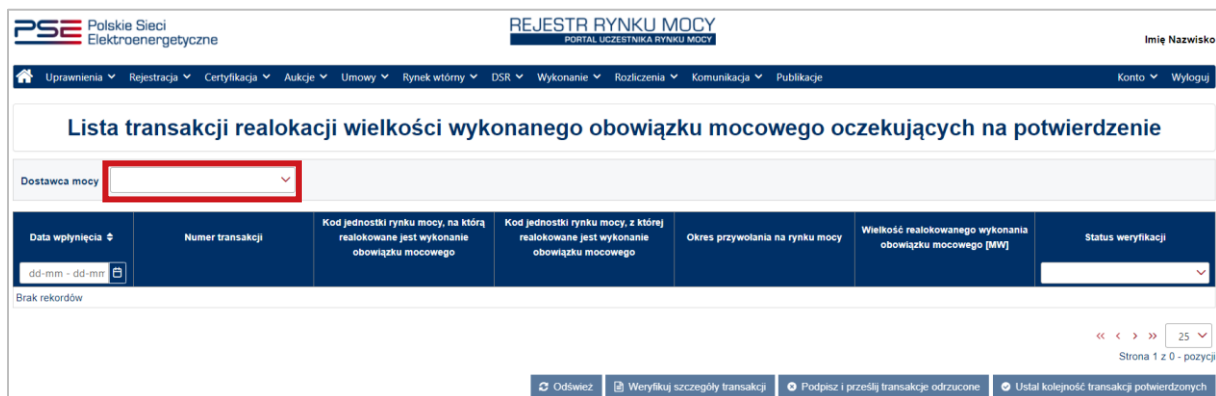 PSE Polskie Sieci
Elektroenergetyczne
REJESTR RYNKU MOCY
PORTAL UCZESTNIKA RYNKU MOCY
Imię Nazwisko
Uprawnienia Rejestracja Certyfikacja Aukcje Umowy Rynek wtórny DSR Wykonanie Rozliczenia Komunikacja Publikacje Konto Wyloguj
Lista transakcji realokacji wielkości wykonanego obowiązku mocowego oczekujących na potwierdzenie
Dostawca mocy
Data wpłynięcia
Numer transakcji
Kod jednostki rynku mocy, na którą
realokowane jest wykonanie
obowiązku mocowego
Kod jednostki rynku mocy, z której
realokowane jest wykonanie
obowiązku mocowego
Okres przywołania na rynku mocy
Wielkość realokowanego wykonania
obowiązku mocowego [MW]
Status weryfikacji
dd-mm - dd-mm
Brak rekordów
25
Strona 1 z 0 - pozycji
Odśwież Weryfikuj szczegóły transakcji Podpisz i prześlij transakcje odrzucone Ustal kolejność transakcji potwierdzonych